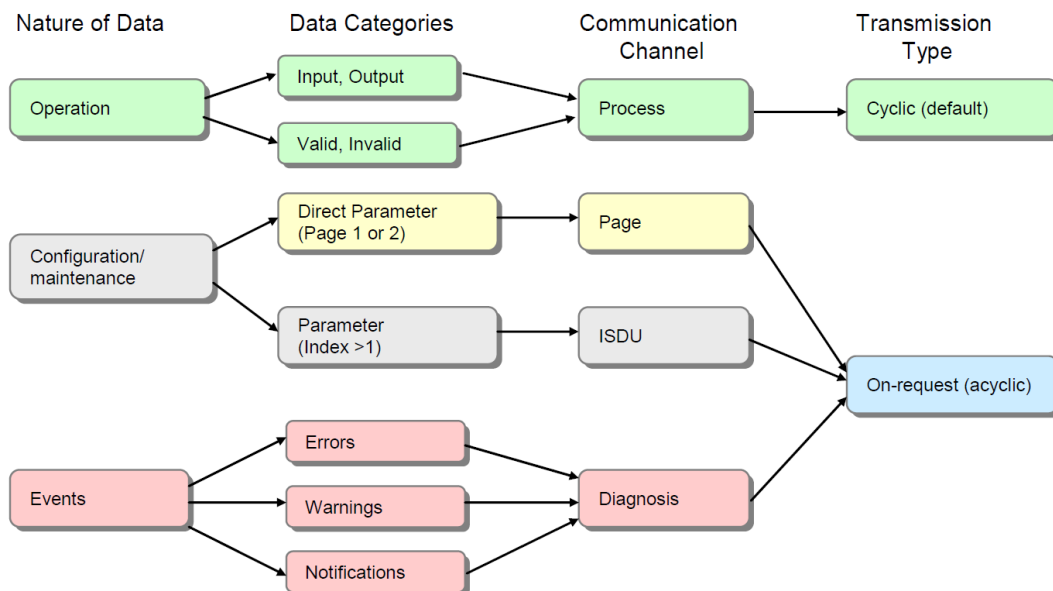 Nature of Data
Data Categories
Communication
Channel
Transmission
Type
Operation
Input, Output
Valid, Invalid
Process
Cyclic (default)
Configuration/
maintenance
Direct Parameter
(Page 1 or 2)
Page
Parameter
(Index >1)
ISDU
On-request (acyclic)
Events
Errors
Warnings
Notifications
Diagnosis